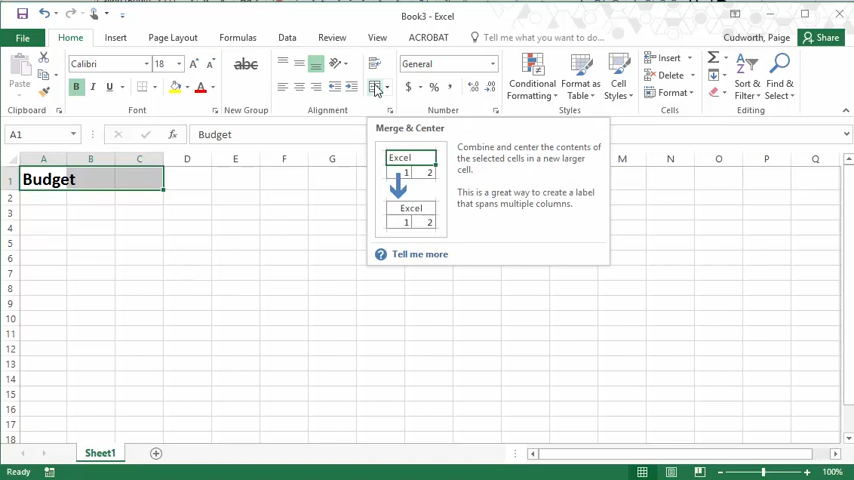 Book3 - Excel
File Home Insert Page Layout Formulas Data Review View ACROBAT Tell me what you want to do... Cudworth, Paige Share
Calibri 18 A A abc General Insert Σ
Paste Delete
B I U A $ % , Format
Conditional Formatting Format as Table Cell Styles Sort & Filter Find & Select
Clipboard Font New Group Alignment Number Styles Cells Editing
A1 fx Budget
A B C D E F G M N O P Q
1 Budget
2
3
4
5
6
7
8
9
10
11
12
13
14
15
16
17
18
Merge & Center
Excel
1 2
Excel
1 2
Combine and center the contents of
the selected cells in a new larger
cell.
This is a great way to create a label
that spans multiple columns.
? Tell me more
Sheet1
Ready 100%